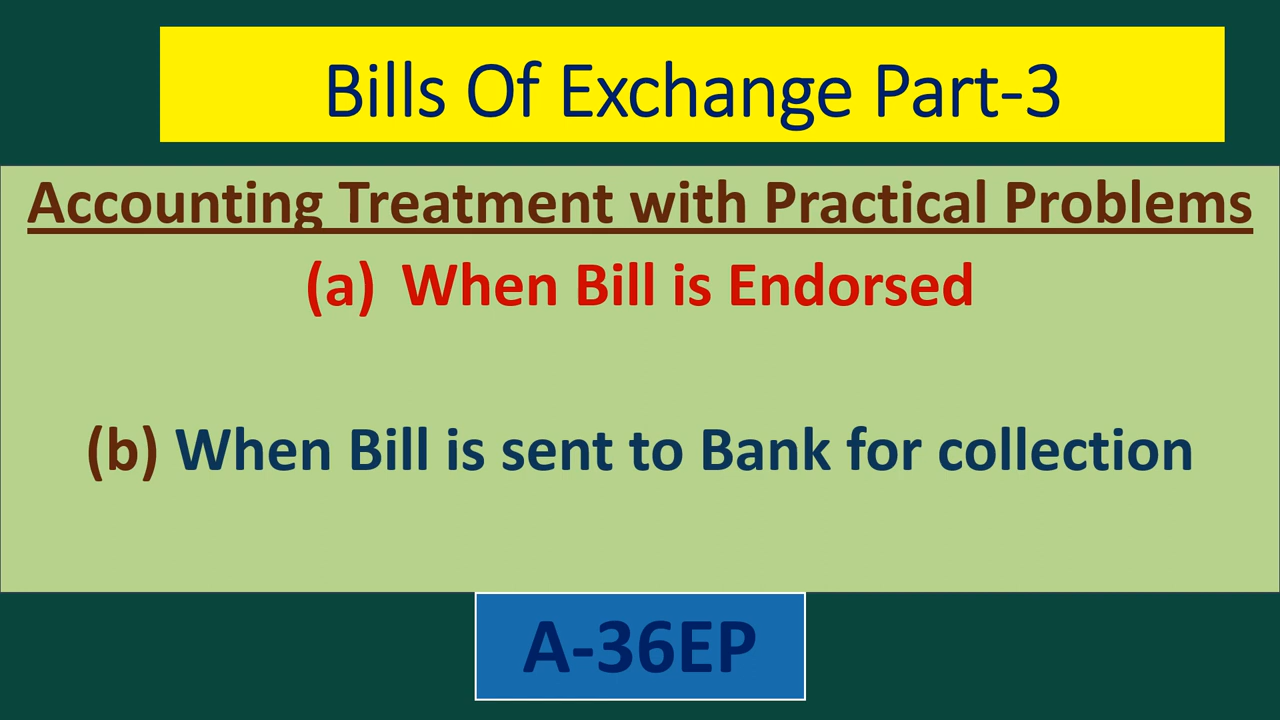 Bills Of Exchange Part-3
Accounting Treatment with Practical Problems
(a) When Bill is Endorsed
(b) When Bill is sent to Bank for collection
A-36EP